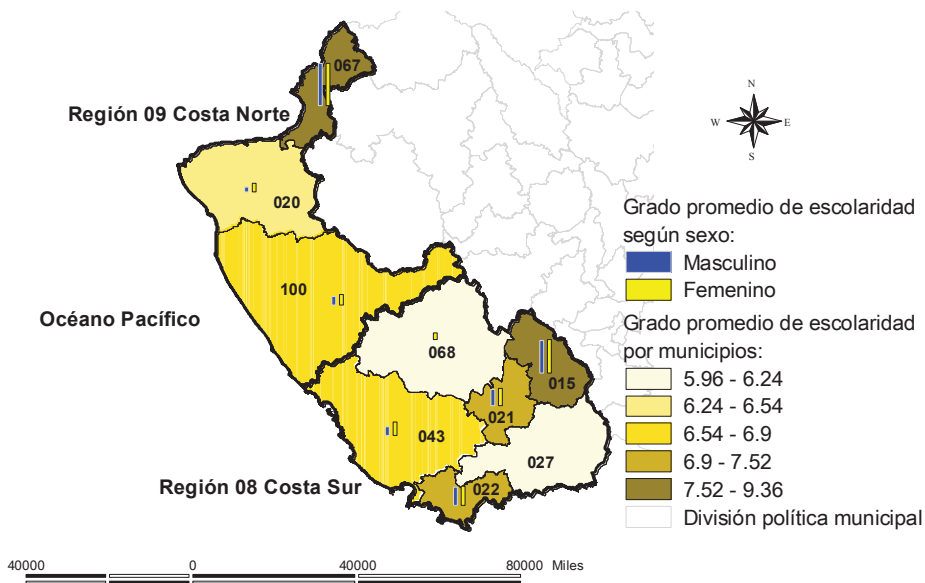 067
Región 09 Costa Norte
020
100
Océano Pacífico
068
015
021
043
027
Región 08 Costa Sur
022
N
W
E
S
Grado promedio de escolaridad
según sexo:
Masculino
Femenino
Grado promedio de escolaridad
por municipios:
5.96 - 6.24
6.24 - 6.54
6.54 - 6.9
6.9 - 7.52
7.52 - 9.36
División política municipal
40000 0 40000 80000 Miles